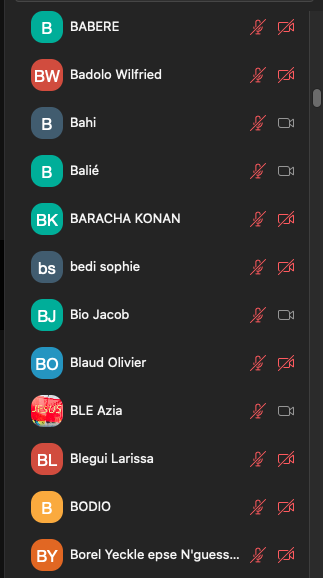 B BABERE
BW Badolo Wilfried
B Bahi
B Balié
BK BARACHA KONAN
bs bedi sophie
BJ Bio Jacob
BO Blaud Olivier
JESUS BLE Azia
BL Blegui Larissa
B BODIO
BY Borel Yeckle epse N'guess...